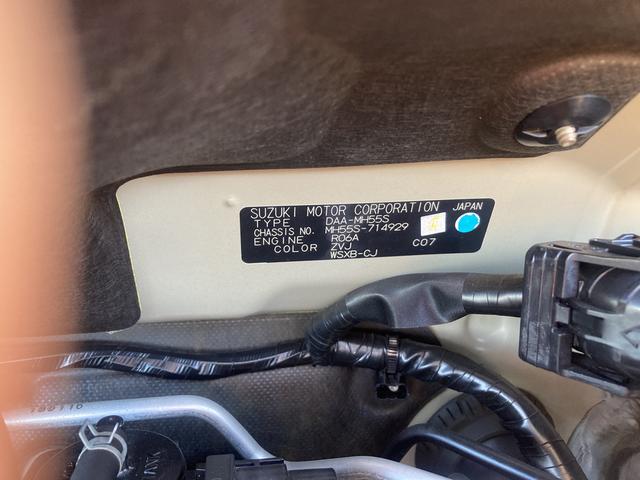 SUZUKI MOTOR CORPORATION JAPAN
TYPE DAA-MH55S
CHASSIS NO. MH55S-714929
ENGINE R06A C07
COLOR ZVJ
WSXB-CJ